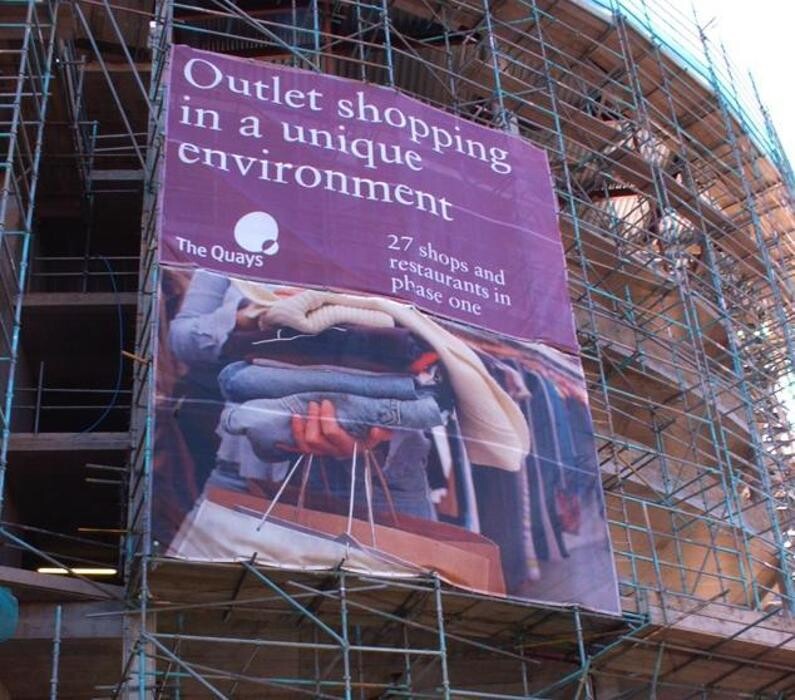 Outlet shopping
in a unique
environment
The Quays
27 shops and
restaurants in
phase one